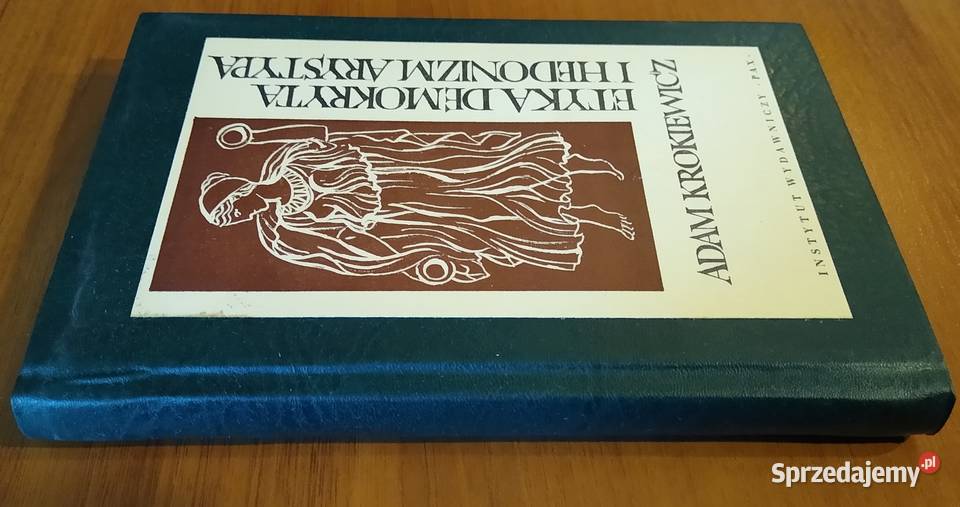 ADAM KROKIEWICZ
ETYKA DEMOKRYTA
I HEDONIZM ARYSTYPA
INSTYTUT WYDAWNICZY · PAX ·
Sprzedajemy.pl